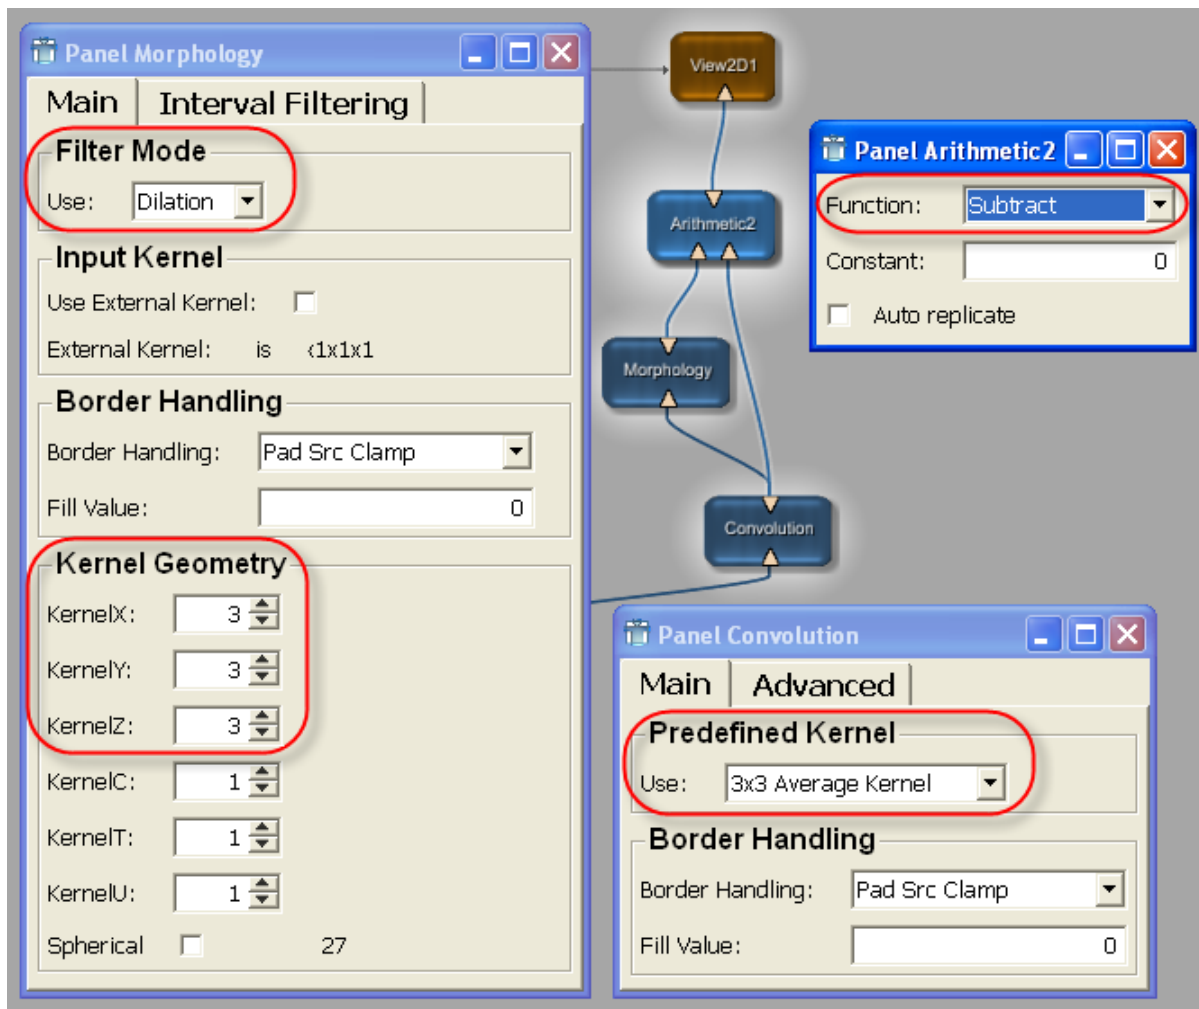 Panel Morphology
Main Interval Filtering
Filter Mode
Use: Dilation
Input Kernel
Use External Kernel:
External Kernel: is <1x1x1
Border Handling
Border Handling: Pad Src Clamp
Fill Value: 0
Kernel Geometry
KernelX: 3
KernelY: 3
KernelZ: 3
KernelC: 1
KernelT: 1
KernelU: 1
Spherical 27
View2D1
Arithmetic2
Morphology
Convolution
Panel Arithmetic2
Function: Subtract
Constant: 0
Auto replicate
Panel Convolution
Main Advanced
Predefined Kernel
Use: 3x3 Average Kernel
Border Handling
Border Handling: Pad Src Clamp
Fill Value: 0